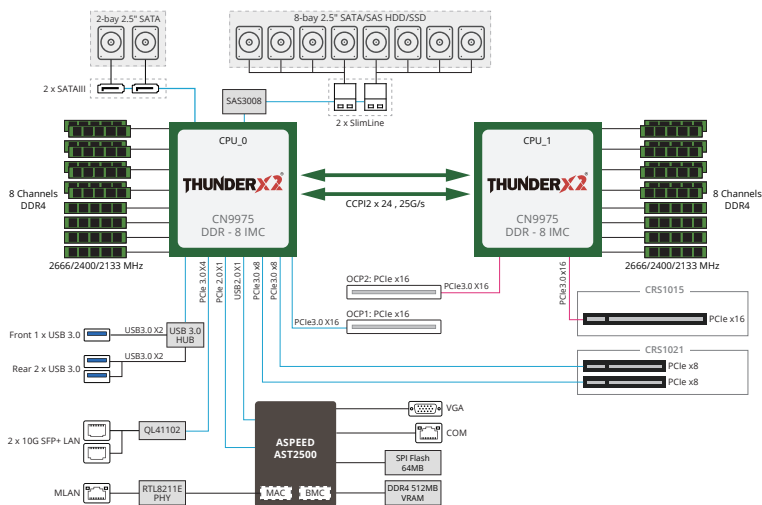 2-bay 2.5" SATA
8-bay 2.5" SATA/SAS HDD/SSD
2 x SATAIII
SAS3008
2 x SlimLine
CPU_0
THUNDERX2
CN9975
DDR - 8 IMC
CPU_1
THUNDERX2
CN9975
DDR - 8 IMC
CCPI2 x 24 , 25G/s
8 Channels
DDR4
8 Channels
DDR4
2666/2400/2133 MHz
2666/2400/2133 MHz
PCIe 3.0 X4
PCIe 2.0 X1
USB2.0 X1
PCIe3.0 x8
PCIe3.0 x8
OCP2: PCIe x16
PCIe3.0 X16
PCIe3.0 x16
OCP1: PCIe x16
PCIe3.0 X16
CRS1015
PCIe x16
CRS1021
PCIe x8
PCIe x8
Front 1 x USB 3.0
USB3.0 X2
USB 3.0
HUB
Rear 2 x USB 3.0
USB3.0 X2
2 x 10G SFP+ LAN
QL41102
MLAN
RTL8211E
PHY
ASPEED
AST2500
MAC
BMC
VGA
COM
SPI Flash
64MB
DDR4 512MB
VRAM